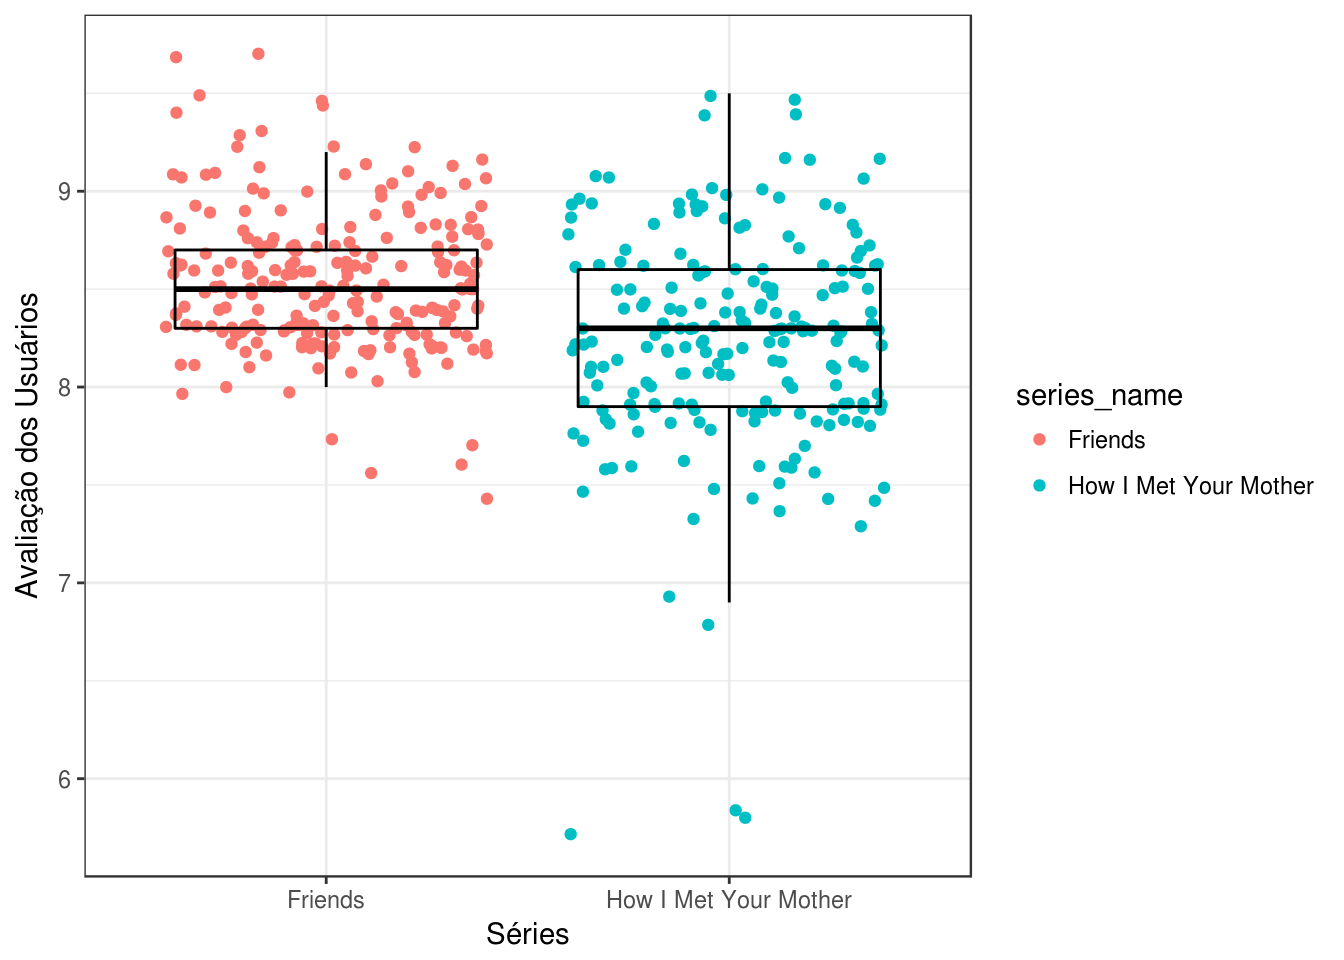 Avaliação dos Usuários
9
8
7
6
Friends
How I Met Your Mother
Séries
series_name
Friends
How I Met Your Mother